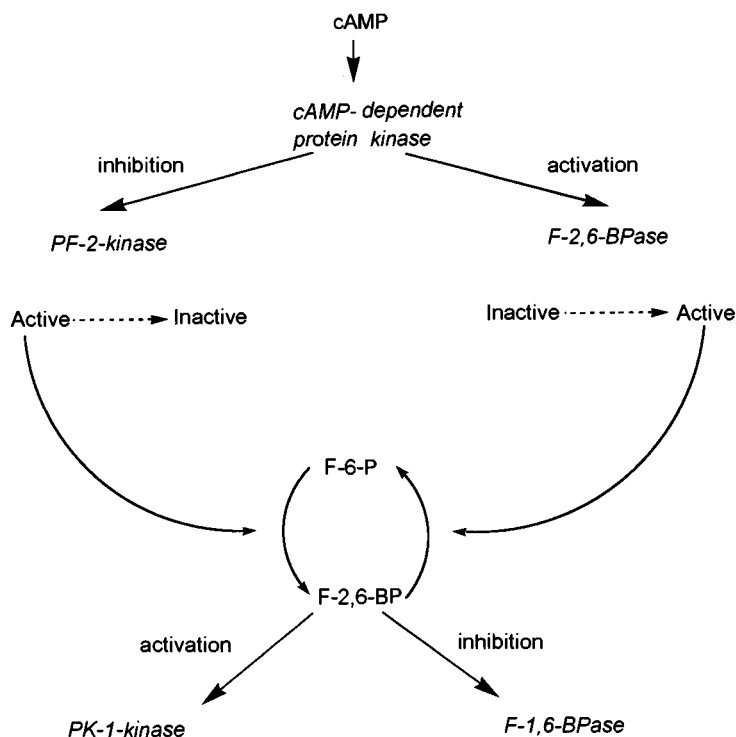 cAMP
cAMP- dependent
protein kinase
inhibition
activation
PF-2-kinase
F-2,6-BPase
Active
Inactive
Inactive
Active
F-6-P
F-2,6-BP
activation
inhibition
PK-1-kinase
F-1,6-BPase